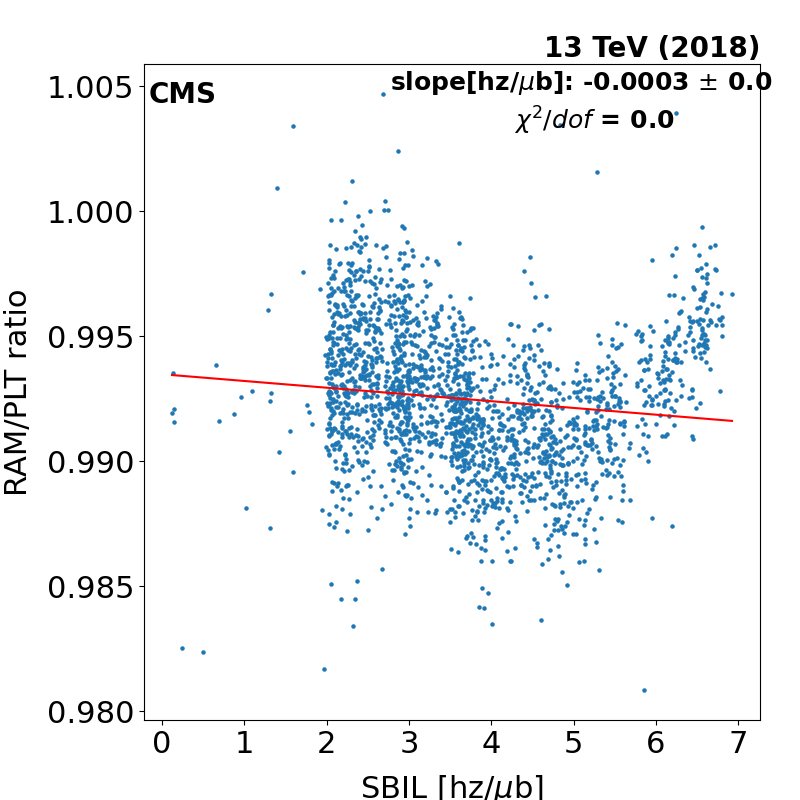 13 TeV (2018)
CMS
slope[hz/μb]: -0.0003 ± 0.0
χ²/dof = 0.0
1.005
1.000
0.995
0.990
0.985
0.980
RAM/PLT ratio
0 1 2 3 4 5 6 7
SBIL [hz/μb]